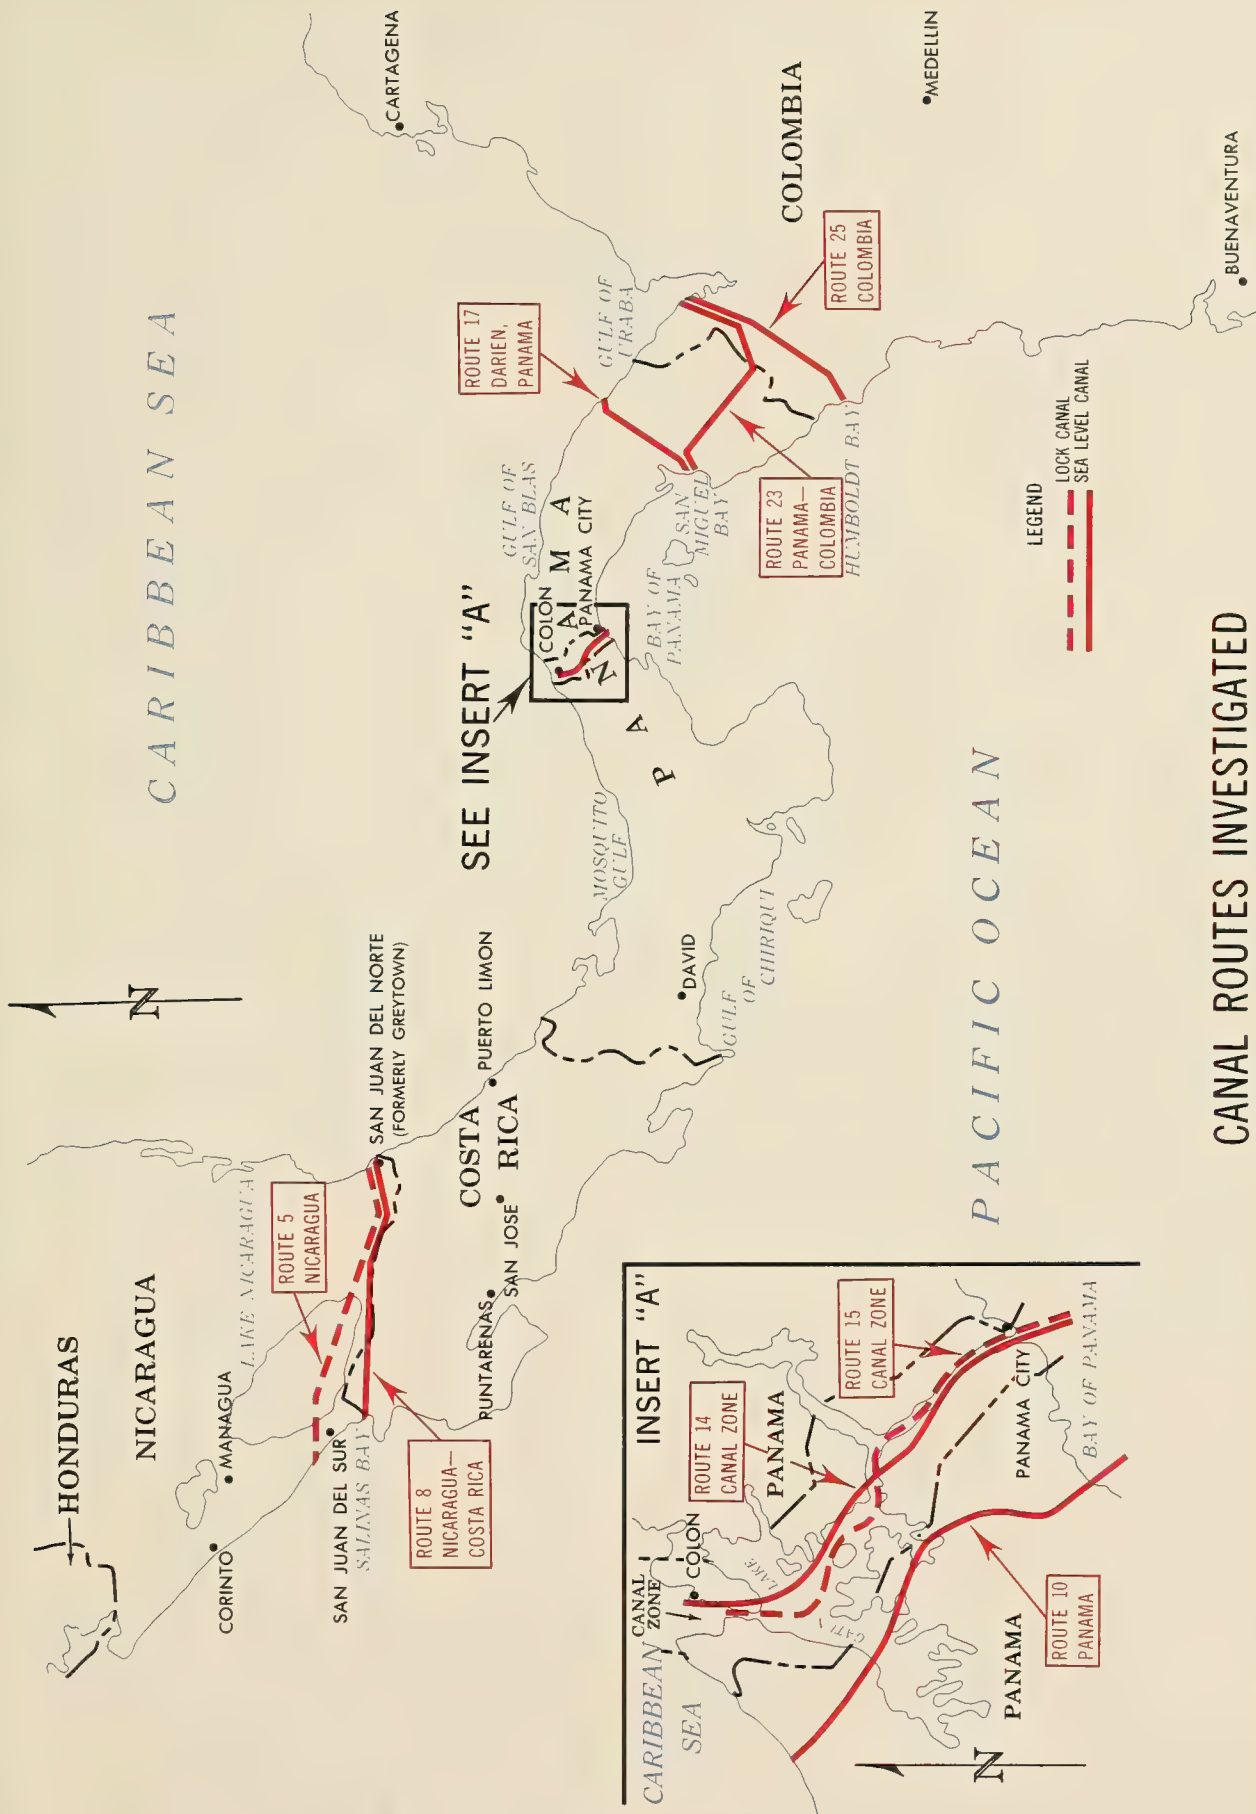 CARIBBEAN SEA
HONDURAS
NICARAGUA
LAKE NICARAGUA
MANAGUA
CORINTO
SAN JUAN DEL SUR
SALINAS BAY
ROUTE 5
NICARAGUA
ROUTE 8
NICARAGUA—
COSTA RICA
N
SAN JUAN DEL NORTE
(FORMERLY GREYTOWN)
COSTA
RICA
PUERTO LIMON
SAN JOSE
PUNTARENAS
MOSQUITO
GULF
DAVID
GULF
OF
CHIRIQUI
SEE INSERT "A"
COLON
PANAMA CITY
PANAMA
GULF OF
SAN BLAS
BAY OF
PANAMA
SAN
MIGUEL
BAY
ROUTE 17
DARIEN,
PANAMA
GULF OF
URABA
CARTAGENA
COLOMBIA
MEDELLIN
ROUTE 25
COLOMBIA
ROUTE 23
PANAMA—
COLOMBIA
HUMBOLDT BAY
BUENAVENTURA
PACIFIC OCEAN
LEGEND
LOCK CANAL
SEA LEVEL CANAL
INSERT "A"
CARIBBEAN
SEA
CANAL
ZONE
COLON
ROUTE 14
CANAL ZONE
PANAMA
ROUTE 15
CANAL ZONE
LAKE
PANAMA CITY
BAY OF PANAMA
ROUTE 10
PANAMA
PANAMA
N
CANAL ROUTES INVESTIGATED